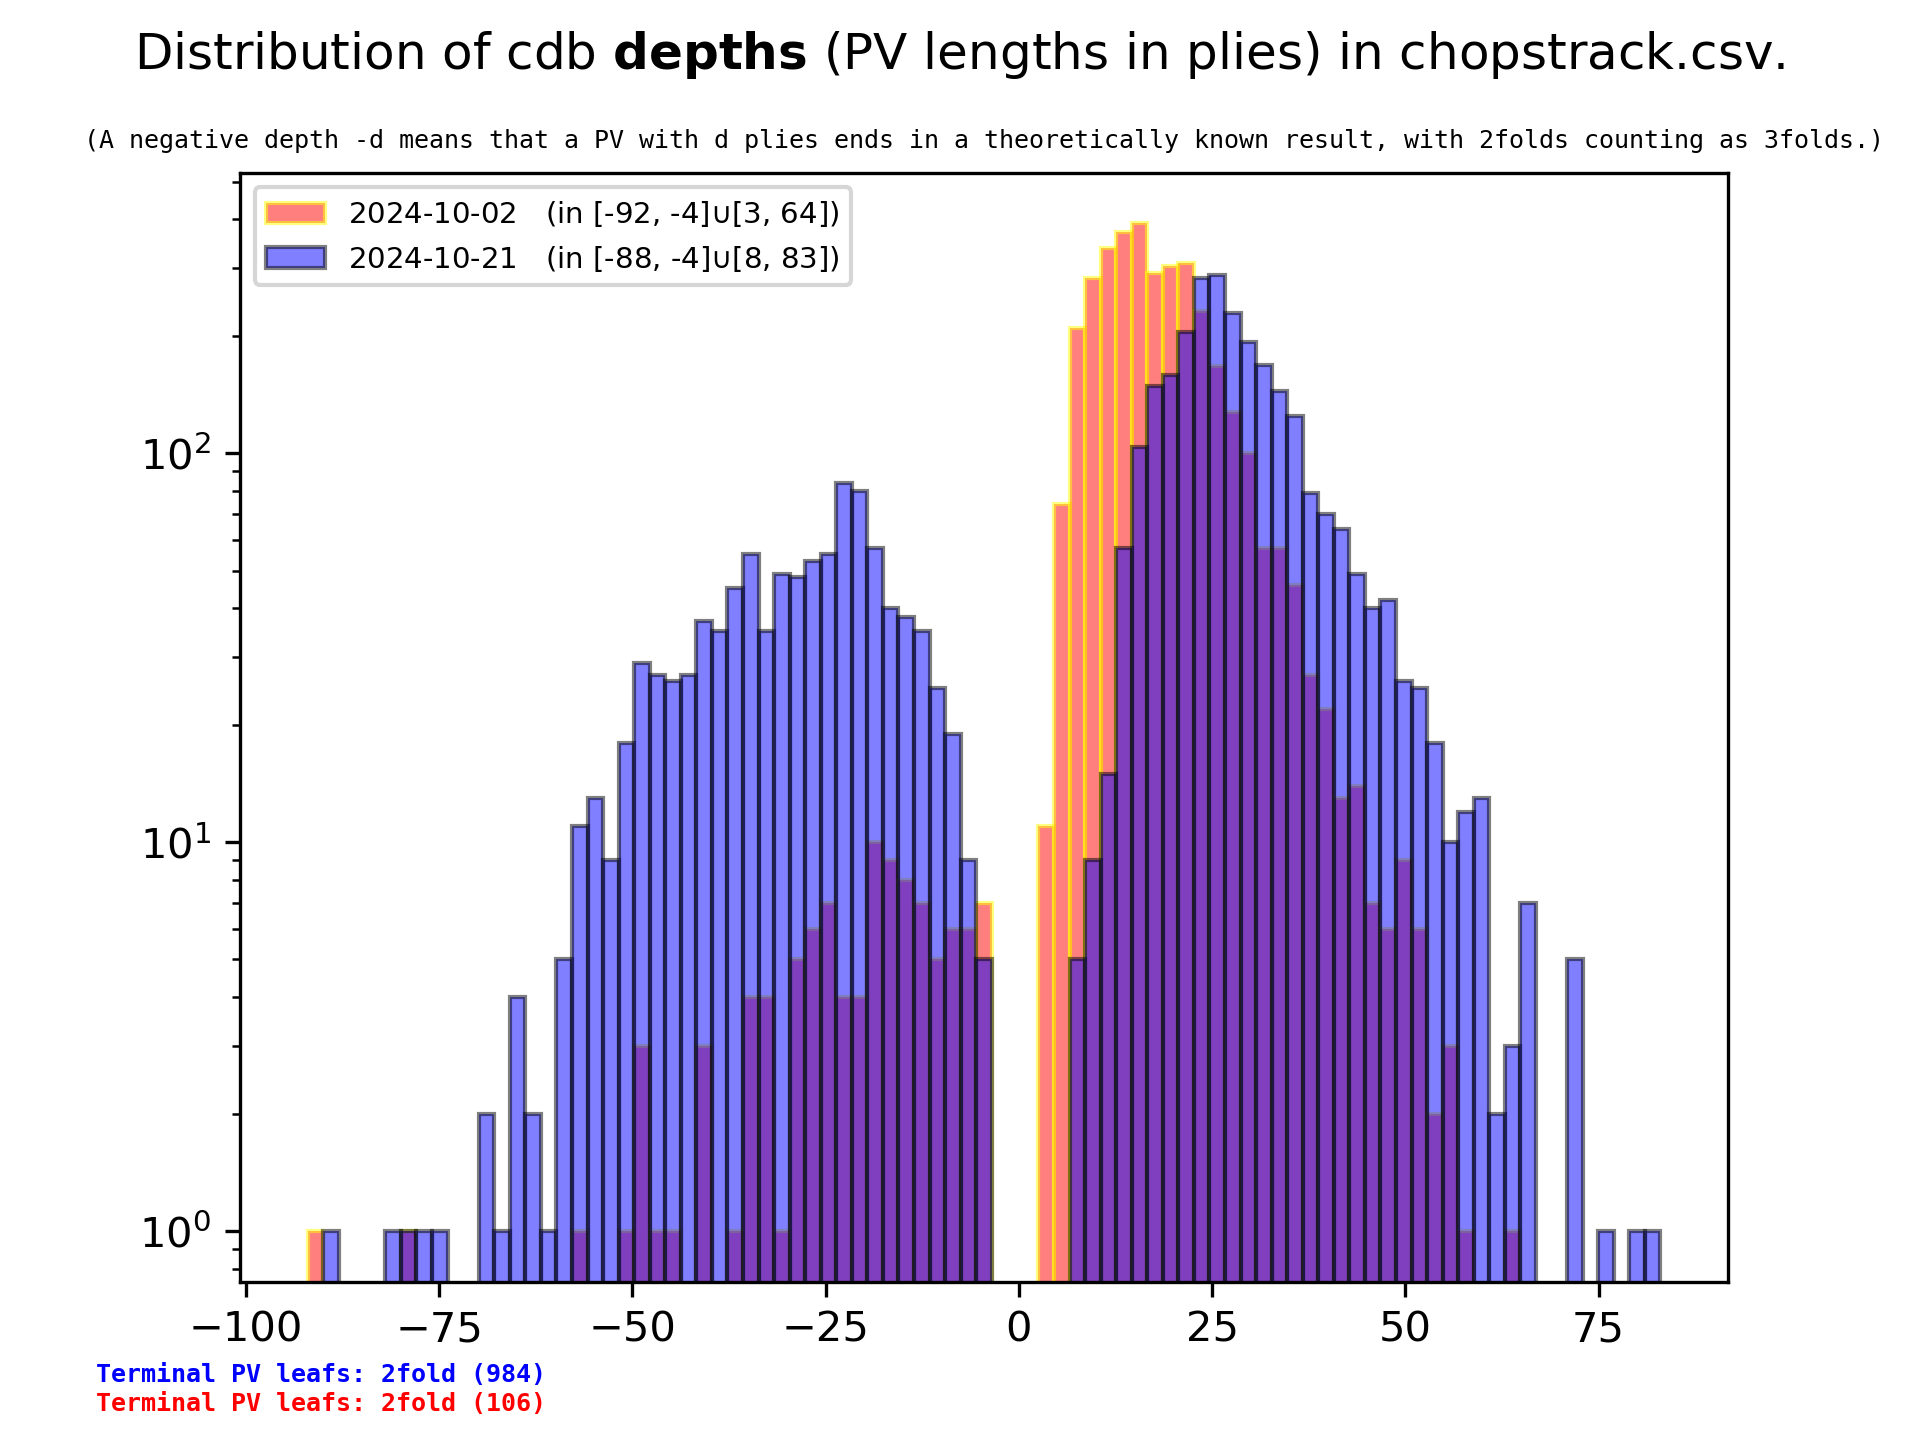 Distribution of cdb depths (PV lengths in plies) in chopstrack.csv.
(A negative depth -d means that a PV with d plies ends in a theoretically known result, with 2folds counting as 3folds.)
2024-10-02   (in [-92, -4]∪[3, 64])
2024-10-21   (in [-88, -4]∪[8, 83])
10²
10¹
10⁰
−100 −75 −50 −25 0 25 50 75
Terminal PV leafs: 2fold (984)
Terminal PV leafs: 2fold (106)